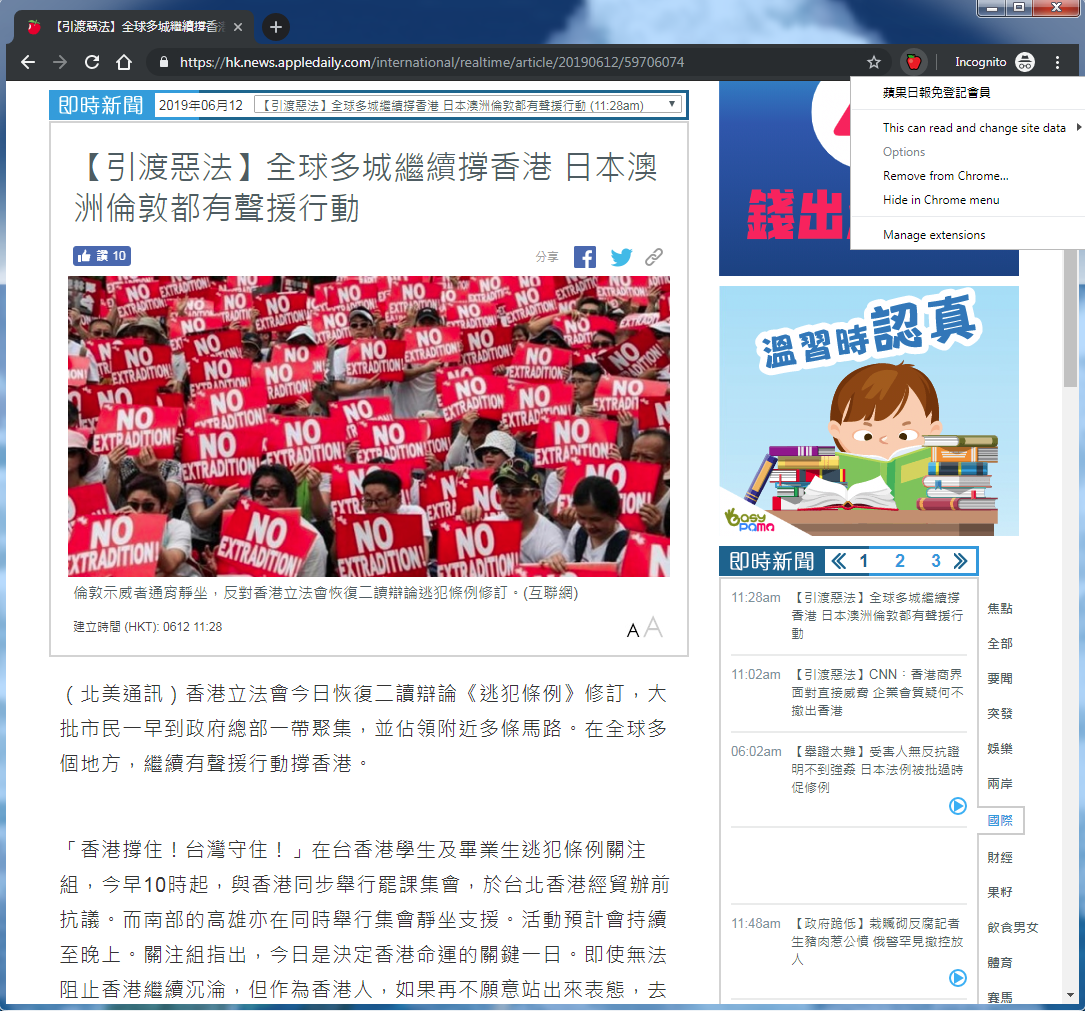 【引渡惡法】全球多城繼續撐香
https://hk.news.appledaily.com/international/realtime/article/20190612/59706074
Incognito
蘋果日報免登記會員
This can read and change site data
Options
Remove from Chrome...
Hide in Chrome menu
Manage extensions
即時新聞
2019年06月12
【引渡惡法】全球多城繼續撐香港 日本澳洲倫敦都有聲援行動 (11:28am)
【引渡惡法】全球多城繼續撐香港 日本澳
洲倫敦都有聲援行動
讚 10
分享
NO EXTRADITION!
NO EXTRADITION!
NO EXTRADITION!
NO EXTRADITION!
NO EXTRADITION!
NO EXTRADITION!
倫敦示威者通宵靜坐，反對香港立法會恢復二讀辯論逃犯條例修訂。(互聯網)
建立時間 (HKT): 0612 11:28
A A
（北美通訊）香港立法會今日恢復二讀辯論《逃犯條例》修訂，大
批市民一早到政府總部一帶聚集，並佔領附近多條馬路。在全球多
個地方，繼續有聲援行動撐香港。
「香港撐住！台灣守住！」在台香港學生及畢業生逃犯條例關注
組，今早10時起，與香港同步舉行罷課集會，於台北香港經貿辦前
抗議。而南部的高雄亦在同時舉行集會靜坐支援。活動預計會持續
至晚上。關注組指出，今日是決定香港命運的關鍵一日。即使無法
阻止香港繼續沉淪，但作為香港人，如果再不願意站出來表態，去
錢出
溫習時認真
easy
pama
即時新聞
1 2 3
11:28am 【引渡惡法】全球多城繼續撐
香港 日本澳洲倫敦都有聲援行
動
11:02am 【引渡惡法】CNN：香港商界
面對直接威脅 企業會質疑何不
撤出香港
06:02am 【舉證太難】受害人無反抗證
明不到強姦 日本法例被批過時
促修例
11:48am 【政府跪低】栽贓砌反腐記者
生豬肉惹公憤 俄警罕見撤控放
人
焦點
全部
要聞
突發
娛樂
兩岸
國際
財經
果籽
飲食男女
體育
賽馬